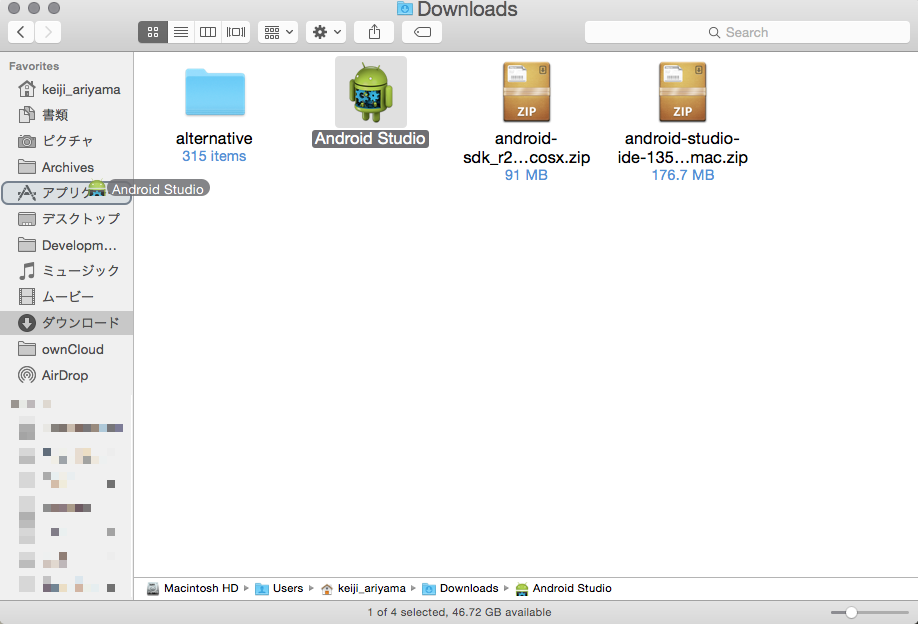 Downloads
Search
Favorites
keiji_ariyama
書類
ピクチャ
Archives
アプリケ
Android Studio
デスクトップ
Developm...
ミュージック
ムービー
ダウンロード
ownCloud
AirDrop
alternative
315 items
Android Studio
ZIP
android-
sdk_r2...cosx.zip
91 MB
ZIP
android-studio-
ide-135...mac.zip
176.7 MB
Macintosh HD ▸ Users ▸ keiji_ariyama ▸ Downloads ▸ Android Studio
1 of 4 selected, 46.72 GB available